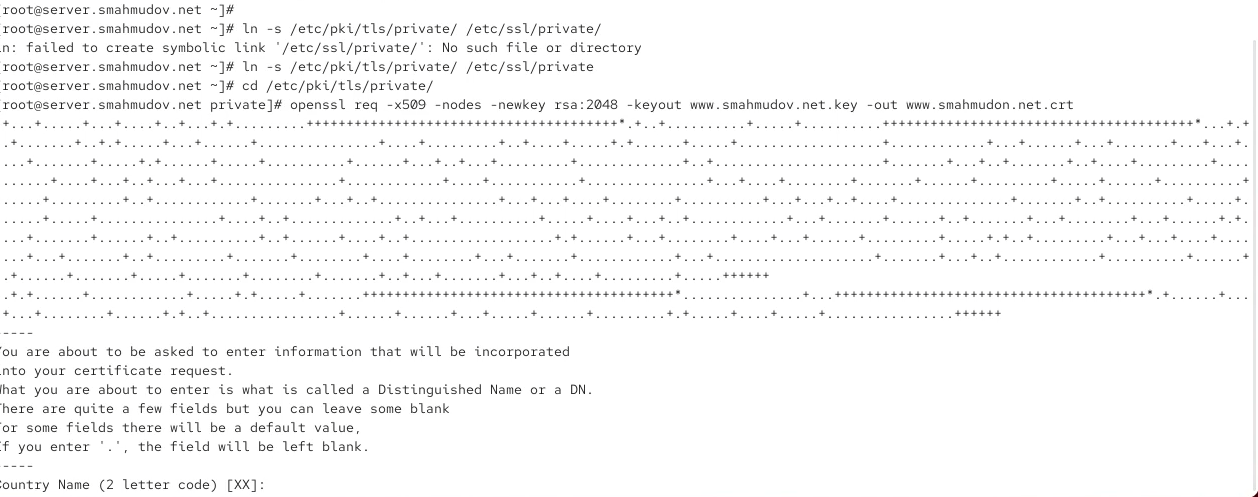 [root@server.smahmudov.net ~]#
[root@server.smahmudov.net ~]# ln -s /etc/pki/tls/private/ /etc/ssl/private/
ln: failed to create symbolic link '/etc/ssl/private/': No such file or directory
[root@server.smahmudov.net ~]# ln -s /etc/pki/tls/private/ /etc/ssl/private
[root@server.smahmudov.net ~]# cd /etc/pki/tls/private/
[root@server.smahmudov.net private]# openssl req -x509 -nodes -newkey rsa:2048 -keyout www.smahmudov.net.key -out www.smahmudon.net.crt
-----
You are about to be asked to enter information that will be incorporated
into your certificate request.
What you are about to enter is what is called a Distinguished Name or a DN.
There are quite a few fields but you can leave some blank
For some fields there will be a default value,
If you enter '.', the field will be left blank.
-----
Country Name (2 letter code) [XX]: